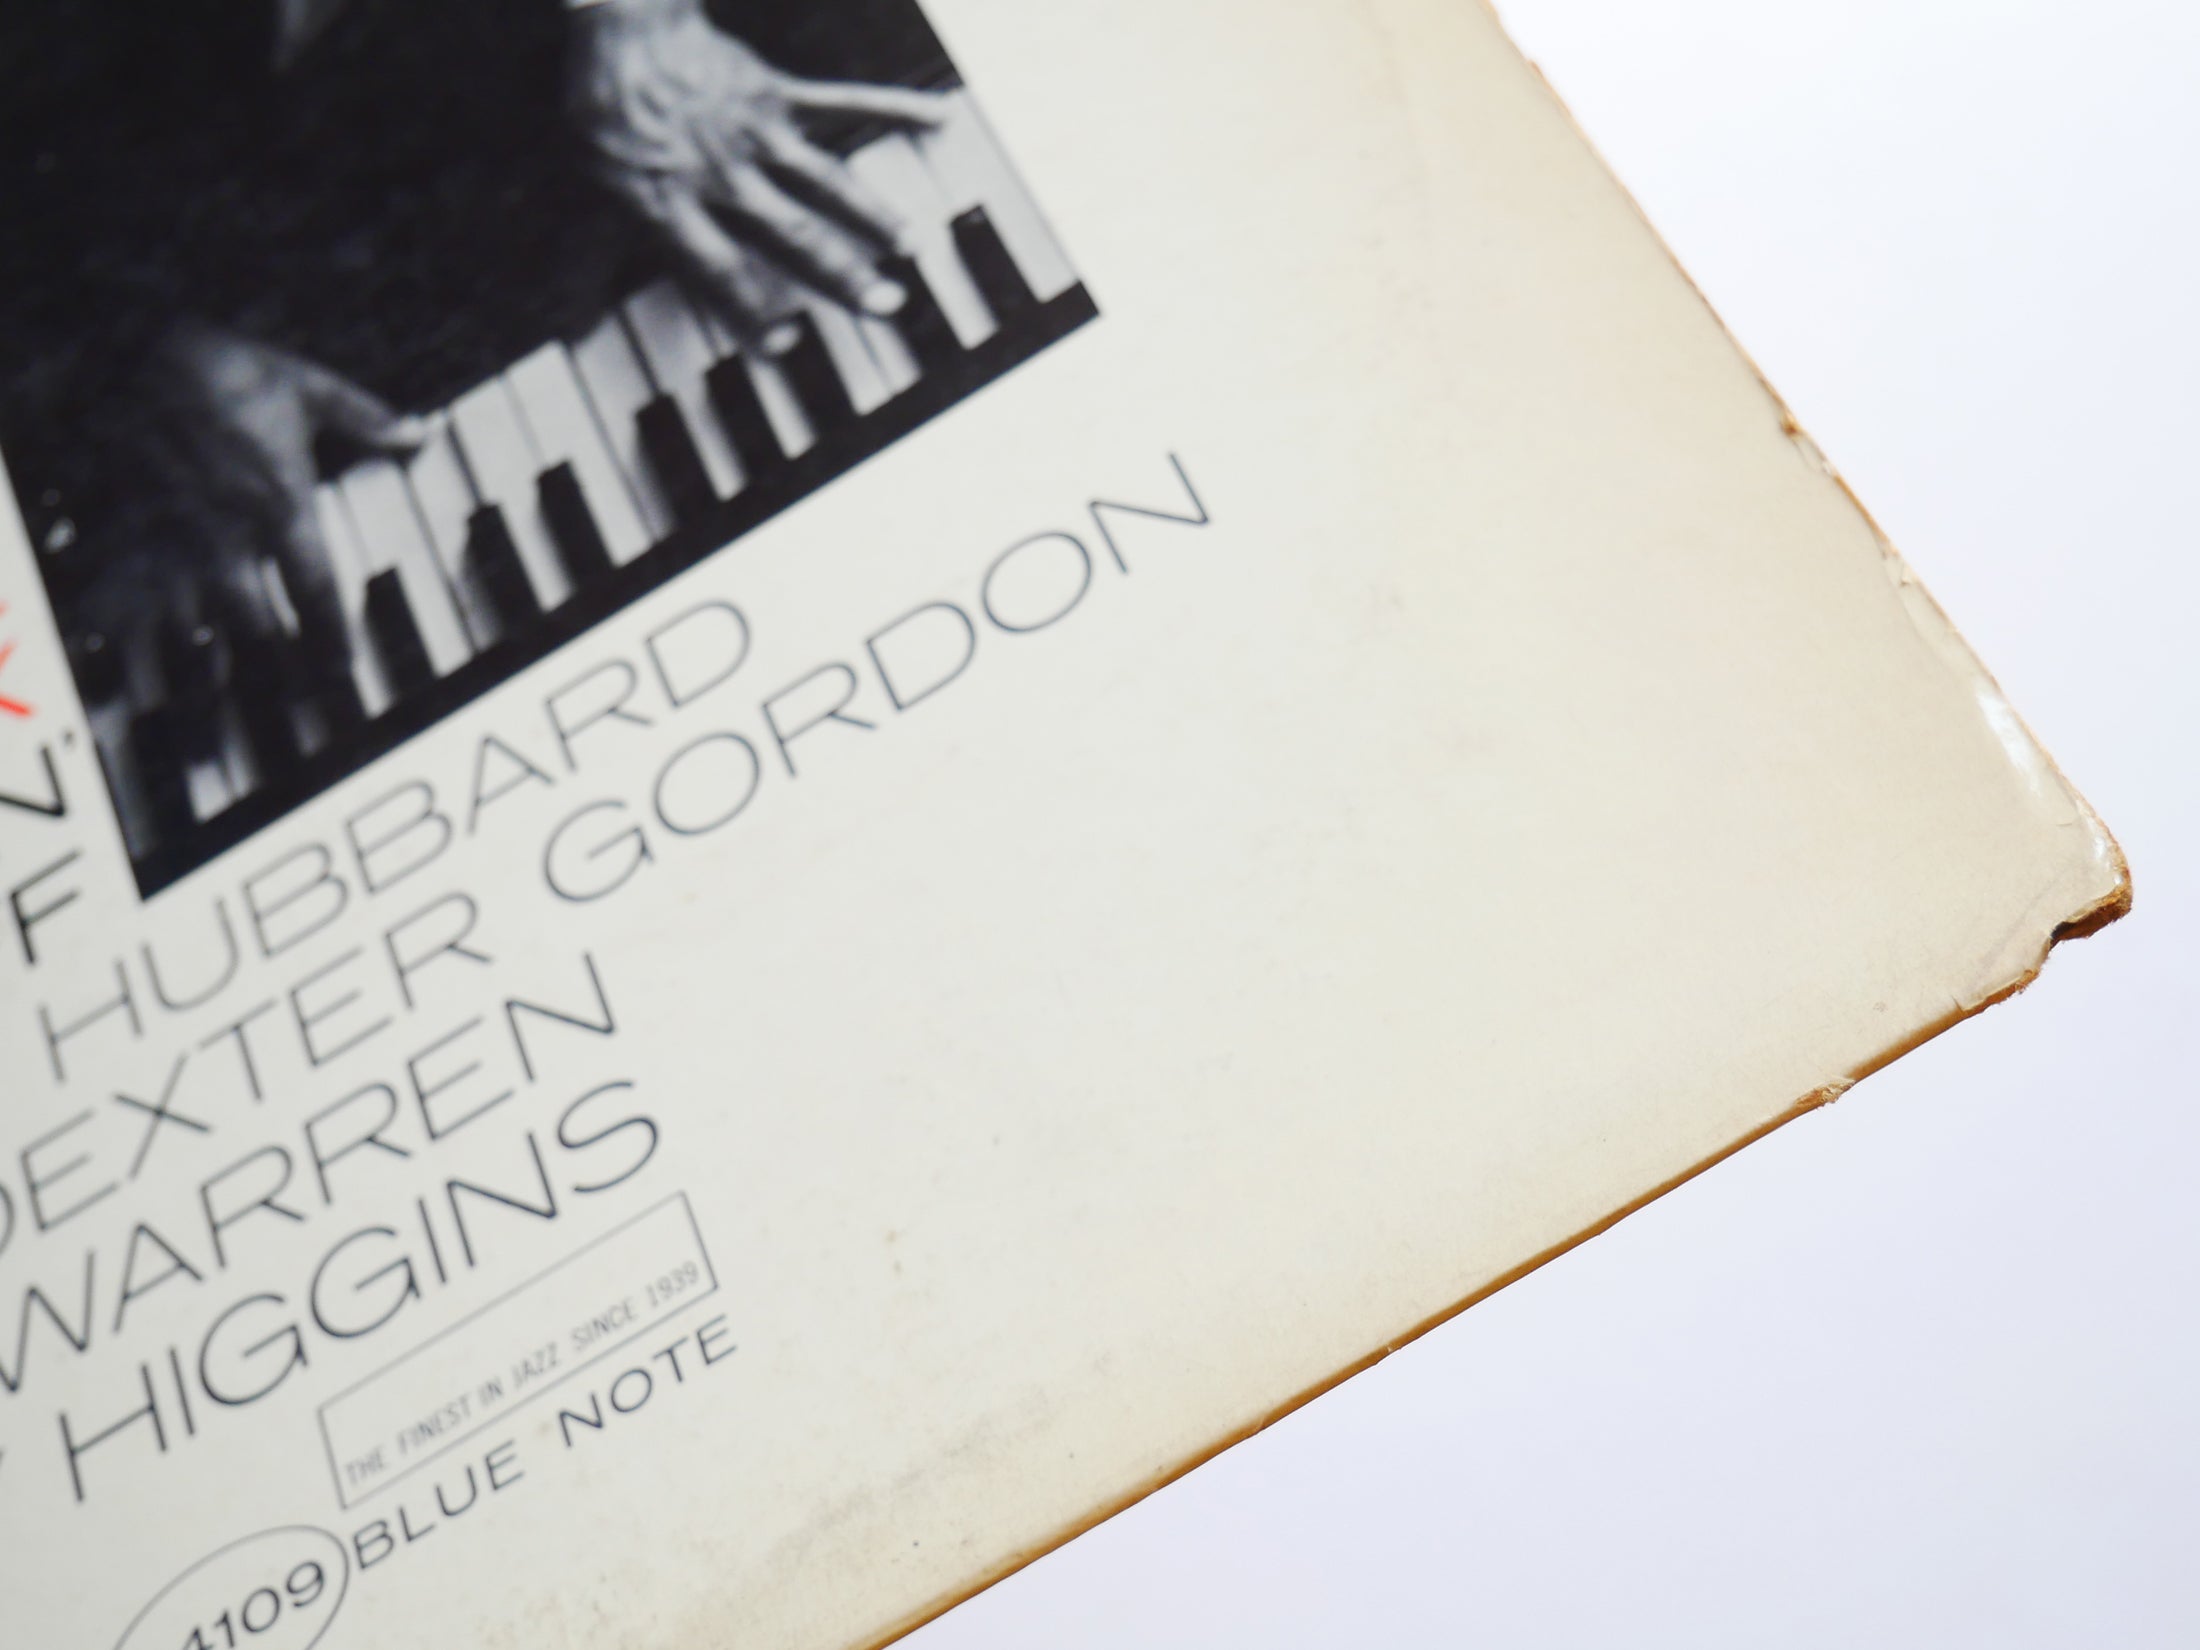 N'
F
HUBBARD
DEXTER GORDON
WARREN
HIGGINS
THE FINEST IN JAZZ SINCE 1939
4109 BLUE NOTE